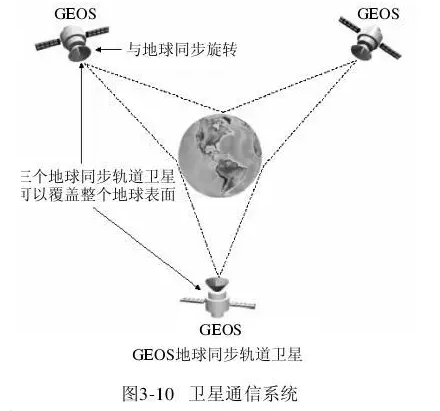 GEOS
GEOS
与地球同步旋转
三个地球同步轨道卫星
可以覆盖整个地球表面
GEOS
GEOS地球同步轨道卫星
图3-10 卫星通信系统